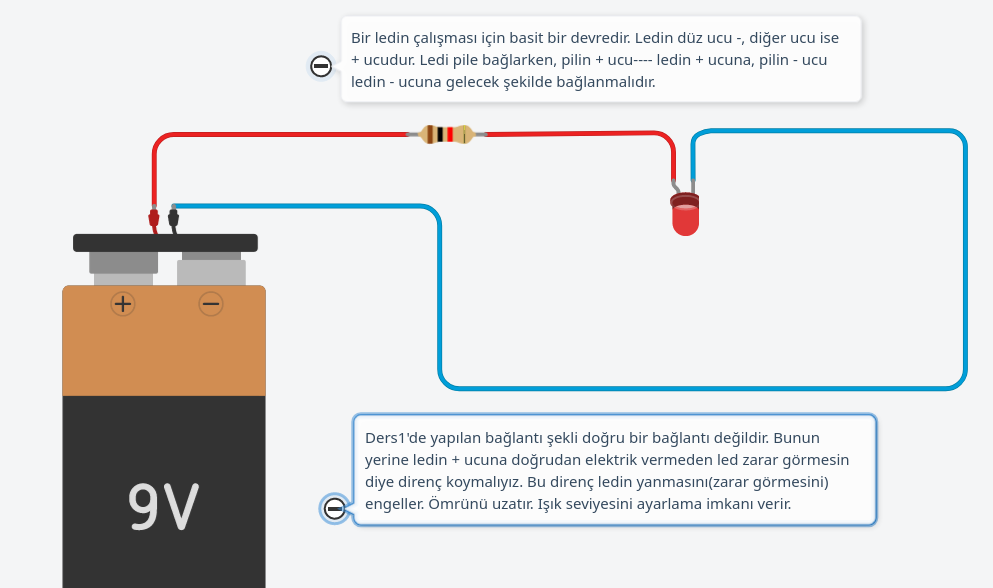 Bir ledin çalışması için basit bir devredir. Ledin düz ucu -, diğer ucu ise
+ ucudur. Ledi pile bağlarken, pilin + ucu---- ledin + ucuna, pilin - ucu
ledin - ucuna gelecek şekilde bağlanmalıdır.
+ −
Ders1'de yapılan bağlantı şekli doğru bir bağlantı değildir. Bunun
yerine ledin + ucuna doğrudan elektrik vermeden led zarar görmesin
diye direnç koymalıyız. Bu direnç ledin yanmasını(zarar görmesini)
engeller. Ömrünü uzatır. Işık seviyesini ayarlama imkanı verir.
9V